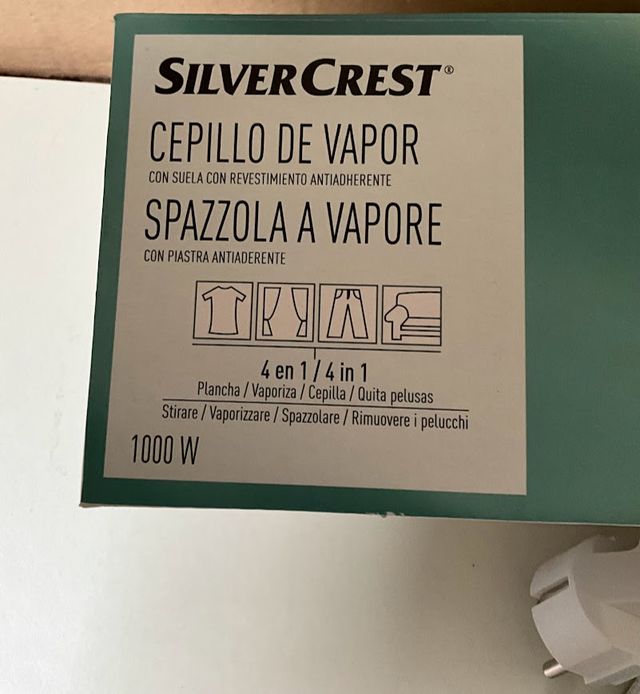 SILVERCREST®
CEPILLO DE VAPOR
CON SUELA CON REVESTIMIENTO ANTIADHERENTE
SPAZZOLA A VAPORE
CON PIASTRA ANTIADERENTE
4 en 1 / 4 in 1
Plancha / Vaporiza / Cepilla / Quita pelusas
Stirare / Vaporizzare / Spazzolare / Rimuovere i pelucchi
1000 W